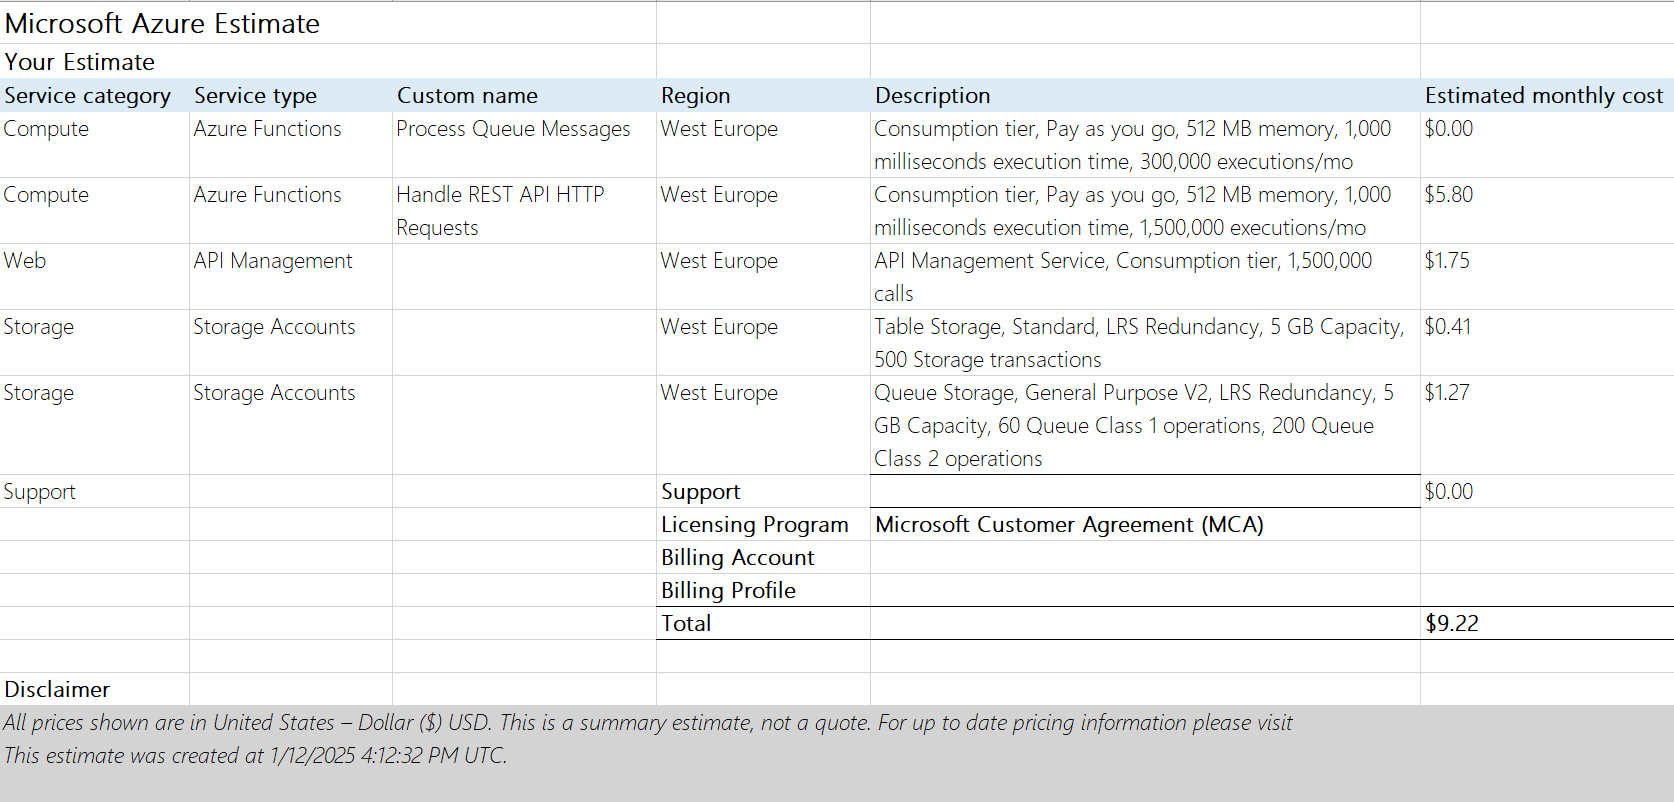 Microsoft Azure Estimate
Your Estimate
Service category Service type Custom name Region Description Estimated monthly cost
Compute Azure Functions Process Queue Messages West Europe Consumption tier, Pay as you go, 512 MB memory, 1,000 $0.00
milliseconds execution time, 300,000 executions/mo
Compute Azure Functions Handle REST API HTTP West Europe Consumption tier, Pay as you go, 512 MB memory, 1,000 $5.80
Requests milliseconds execution time, 1,500,000 executions/mo
Web API Management West Europe API Management Service, Consumption tier, 1,500,000 $1.75
calls
Storage Storage Accounts West Europe Table Storage, Standard, LRS Redundancy, 5 GB Capacity, $0.41
500 Storage transactions
Storage Storage Accounts West Europe Queue Storage, General Purpose V2, LRS Redundancy, 5 $1.27
GB Capacity, 60 Queue Class 1 operations, 200 Queue
Class 2 operations
Support Support $0.00
Licensing Program Microsoft Customer Agreement (MCA)
Billing Account
Billing Profile
Total $9.22
Disclaimer
All prices shown are in United States – Dollar ($) USD. This is a summary estimate, not a quote. For up to date pricing information please visit
This estimate was created at 1/12/2025 4:12:32 PM UTC.